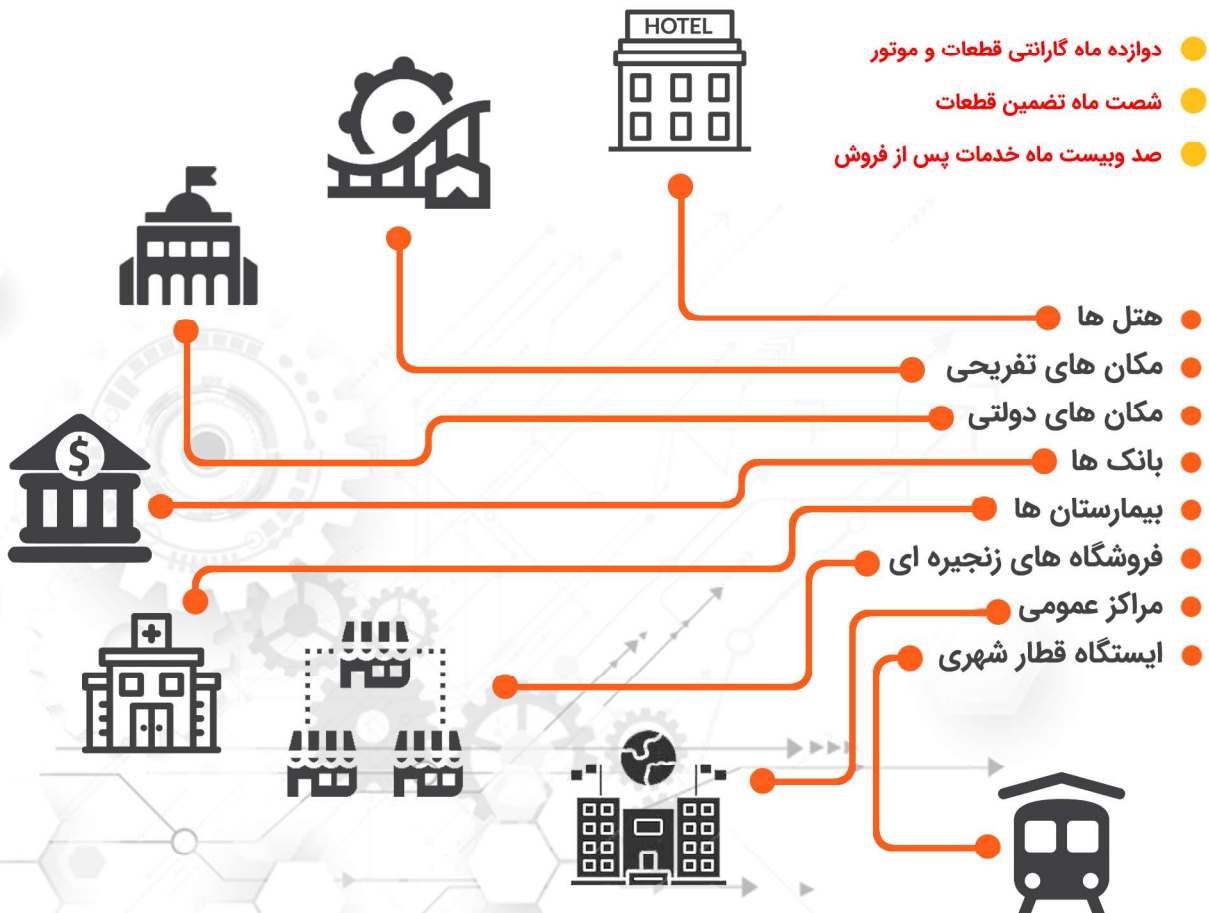 HOTEL
دوازده ماه گارانتی قطعات و موتور
شصت ماه تضمین قطعات
صد وبیست ماه خدمات پس از فروش
هتل ها
مکان های تفریحی
مکان های دولتی
بانک ها
$
بیمارستان ها
فروشگاه های زنجیره ای
مراکز عمومی
ایستگاه قطار شهری